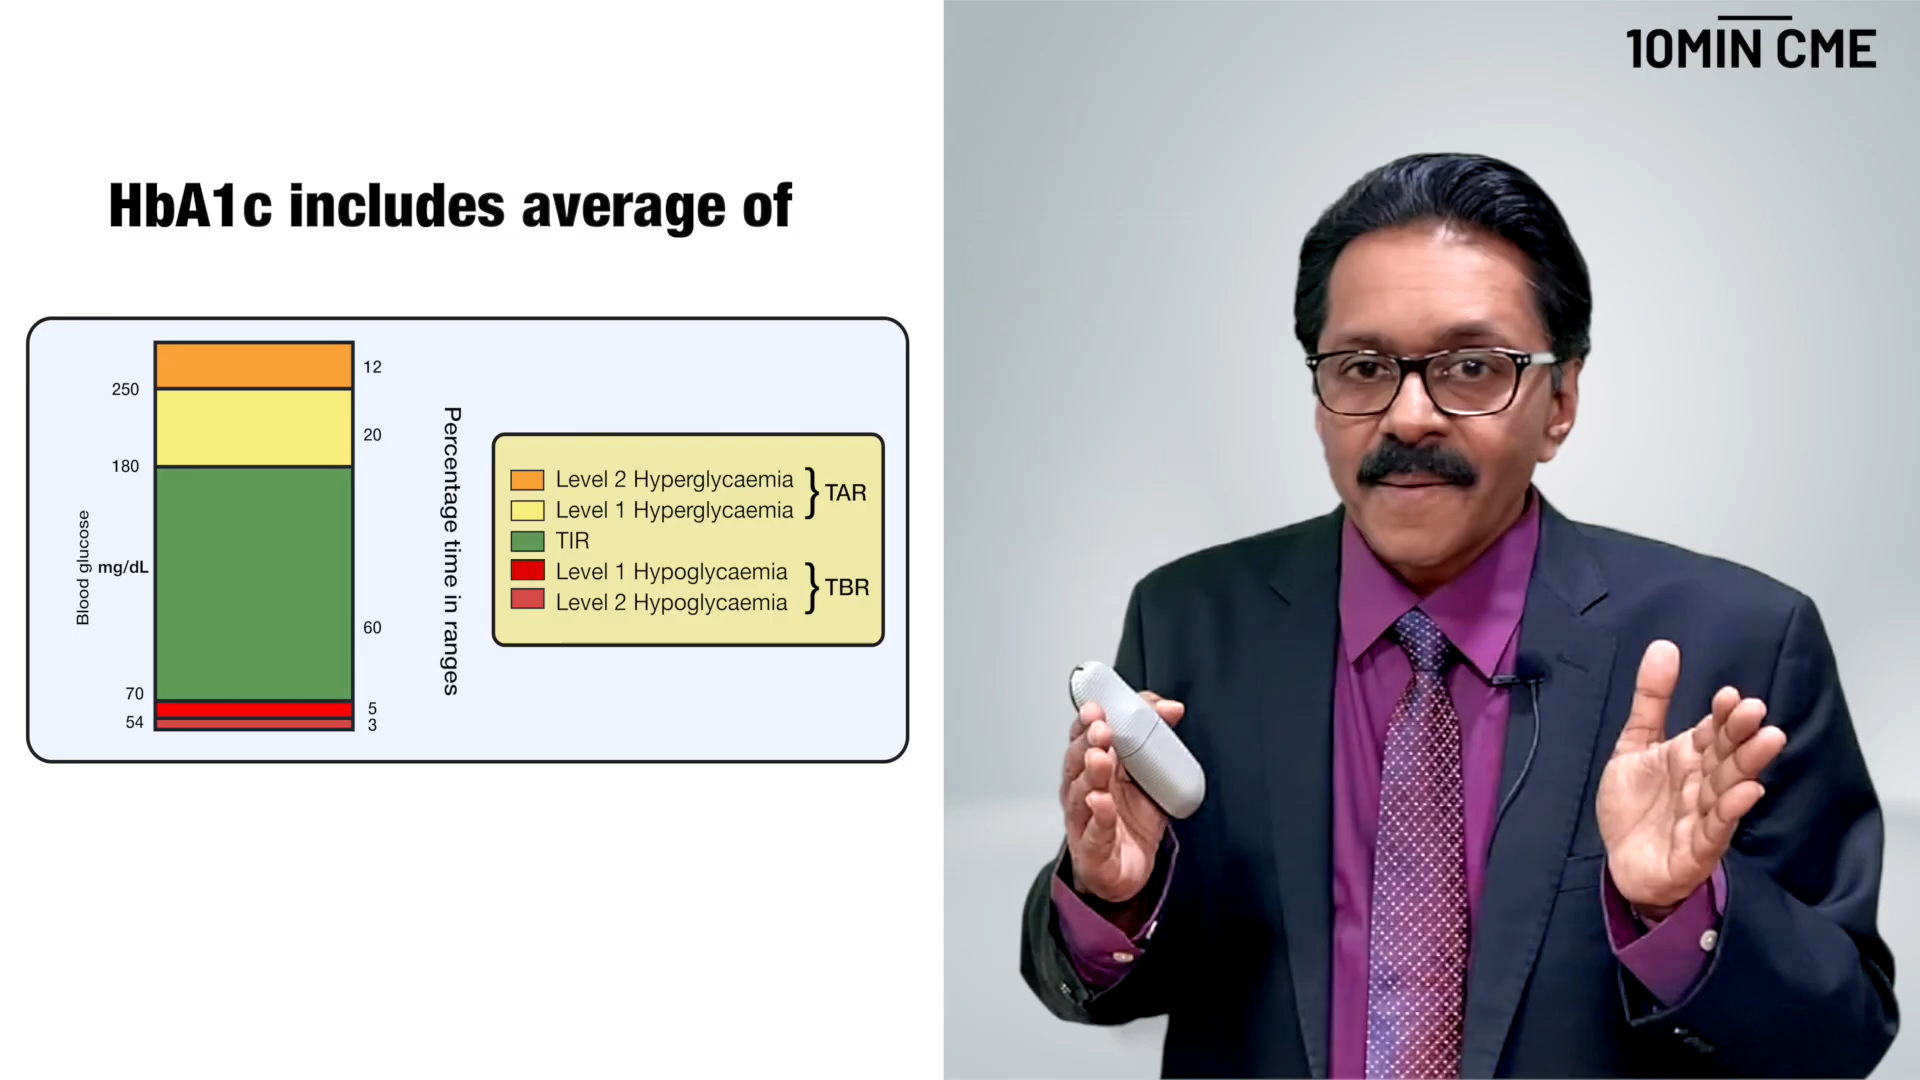 10MIN CME
HbA1c includes average of
250
180
70
54
Blood glucose
mg/dL
12
20
60
5
3
Percentage time in ranges
Level 2 Hyperglycaemia
Level 1 Hyperglycaemia
TAR
TIR
Level 1 Hypoglycaemia
Level 2 Hypoglycaemia
TBR